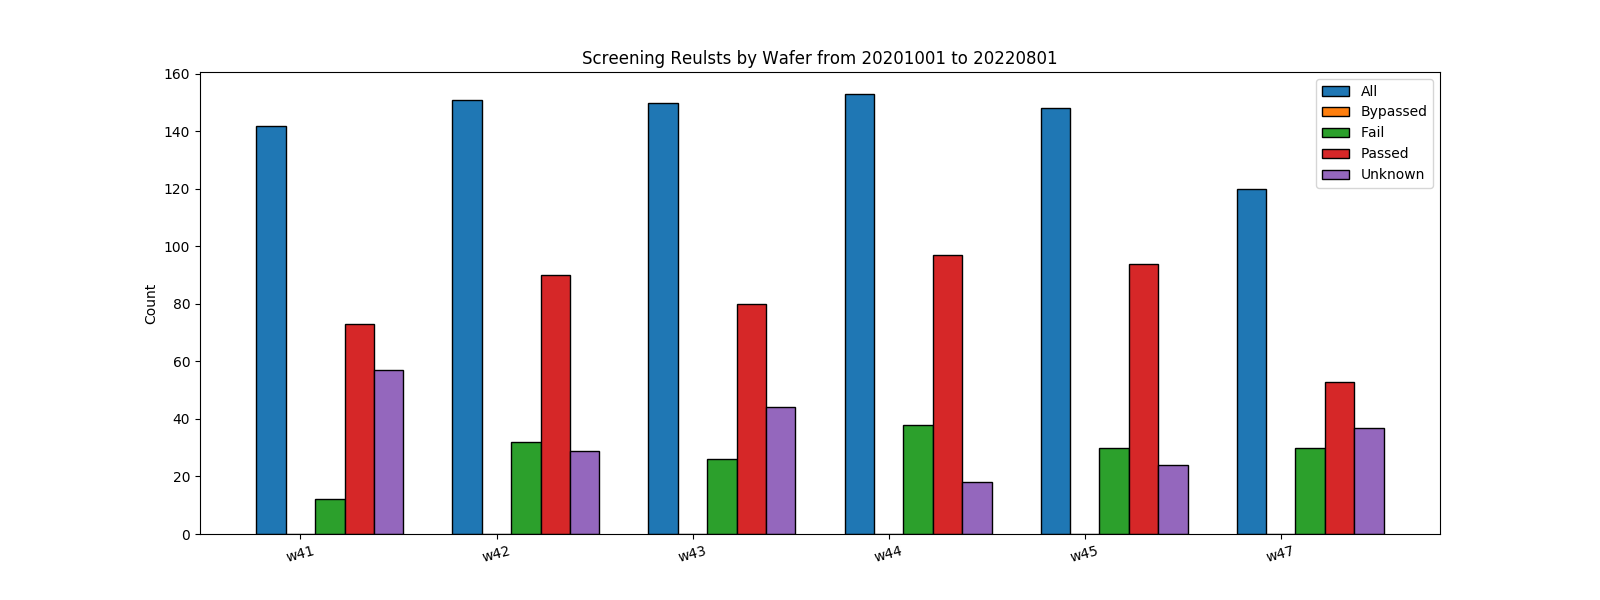 Screening Reulsts by Wafer from 20201001 to 20220801
160
140
120
100
80
60
40
20
0
Count
All
Bypassed
Fail
Passed
Unknown
w41
w42
w43
w44
w45
w47